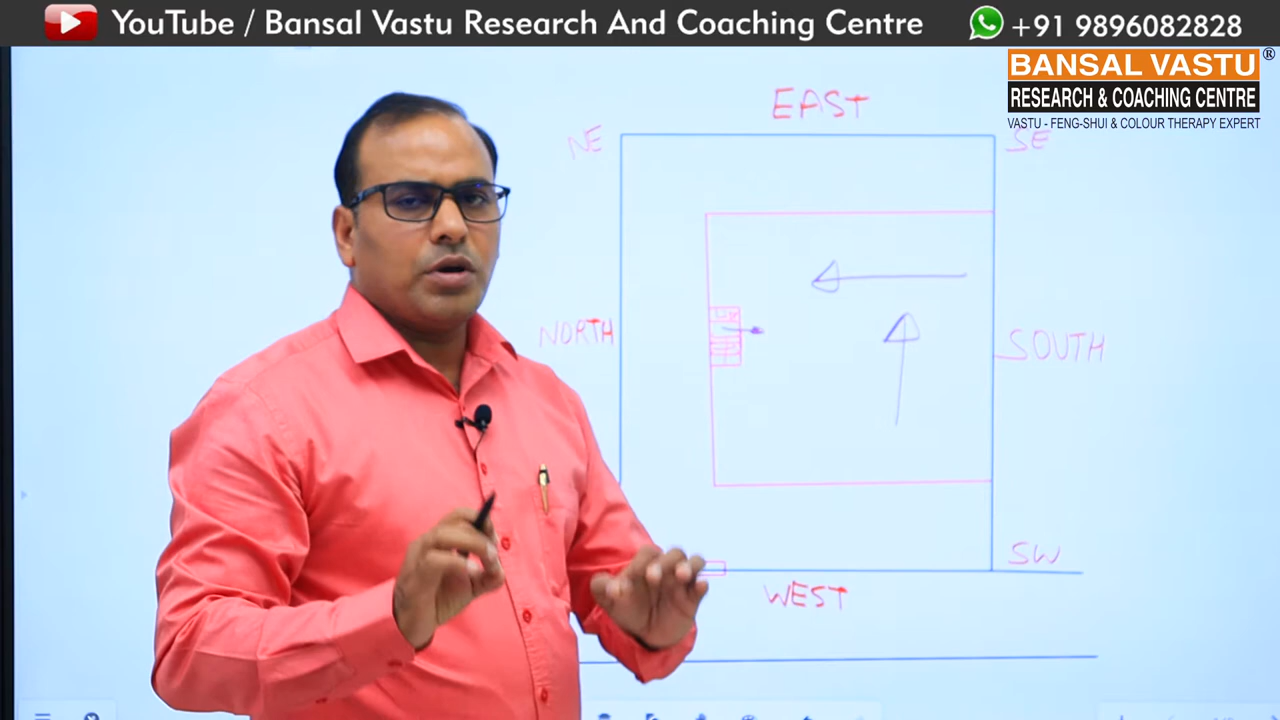 YouTube / Bansal Vastu Research And Coaching Centre
+91 9896082828
BANSAL VASTU®
RESEARCH & COACHING CENTRE
VASTU - FENG-SHUI & COLOUR THERAPY EXPERT
EAST
NE
SE
NORTH
SOUTH
SW
WEST